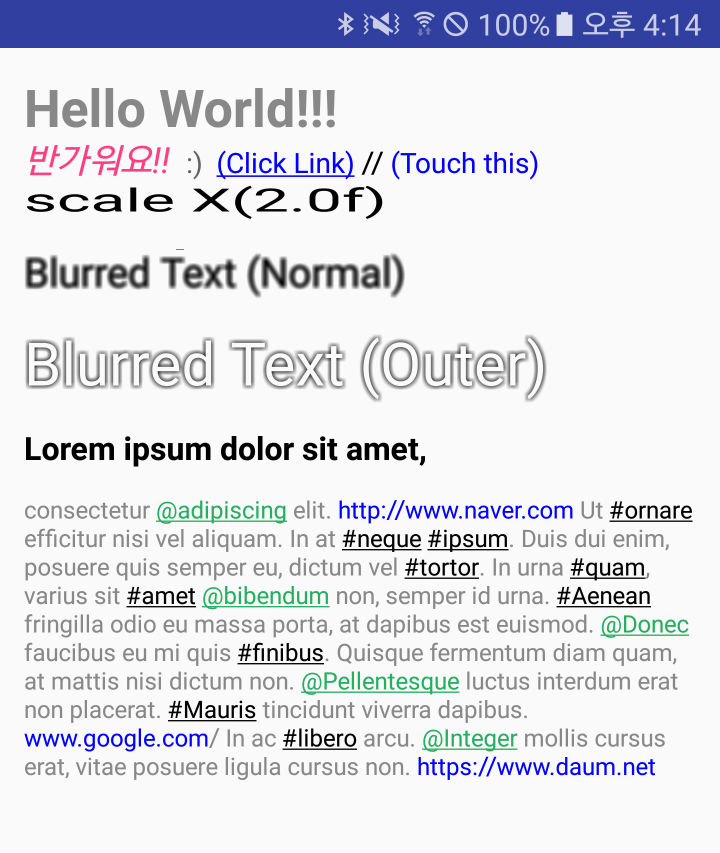 100% 오후 4:14
Hello World!!!
반가워요!! :) (Click Link) // (Touch this)
scale X(2.0f)
Blurred Text (Normal)
Blurred Text (Outer)
Lorem ipsum dolor sit amet,
consectetur @adipiscing elit. http://www.naver.com Ut #ornare
efficitur nisi vel aliquam. In at #neque #ipsum. Duis dui enim,
posuere quis semper eu, dictum vel #tortor. In urna #quam,
varius sit #amet @bibendum non, semper id urna. #Aenean
fringilla odio eu massa porta, at dapibus est euismod. @Donec
faucibus eu mi quis #finibus. Quisque fermentum diam quam,
at mattis nisi dictum non. @Pellentesque luctus interdum erat
non placerat. #Mauris tincidunt viverra dapibus.
www.google.com/ In ac #libero arcu. @Integer mollis cursus
erat, vitae posuere ligula cursus non. https://www.daum.net